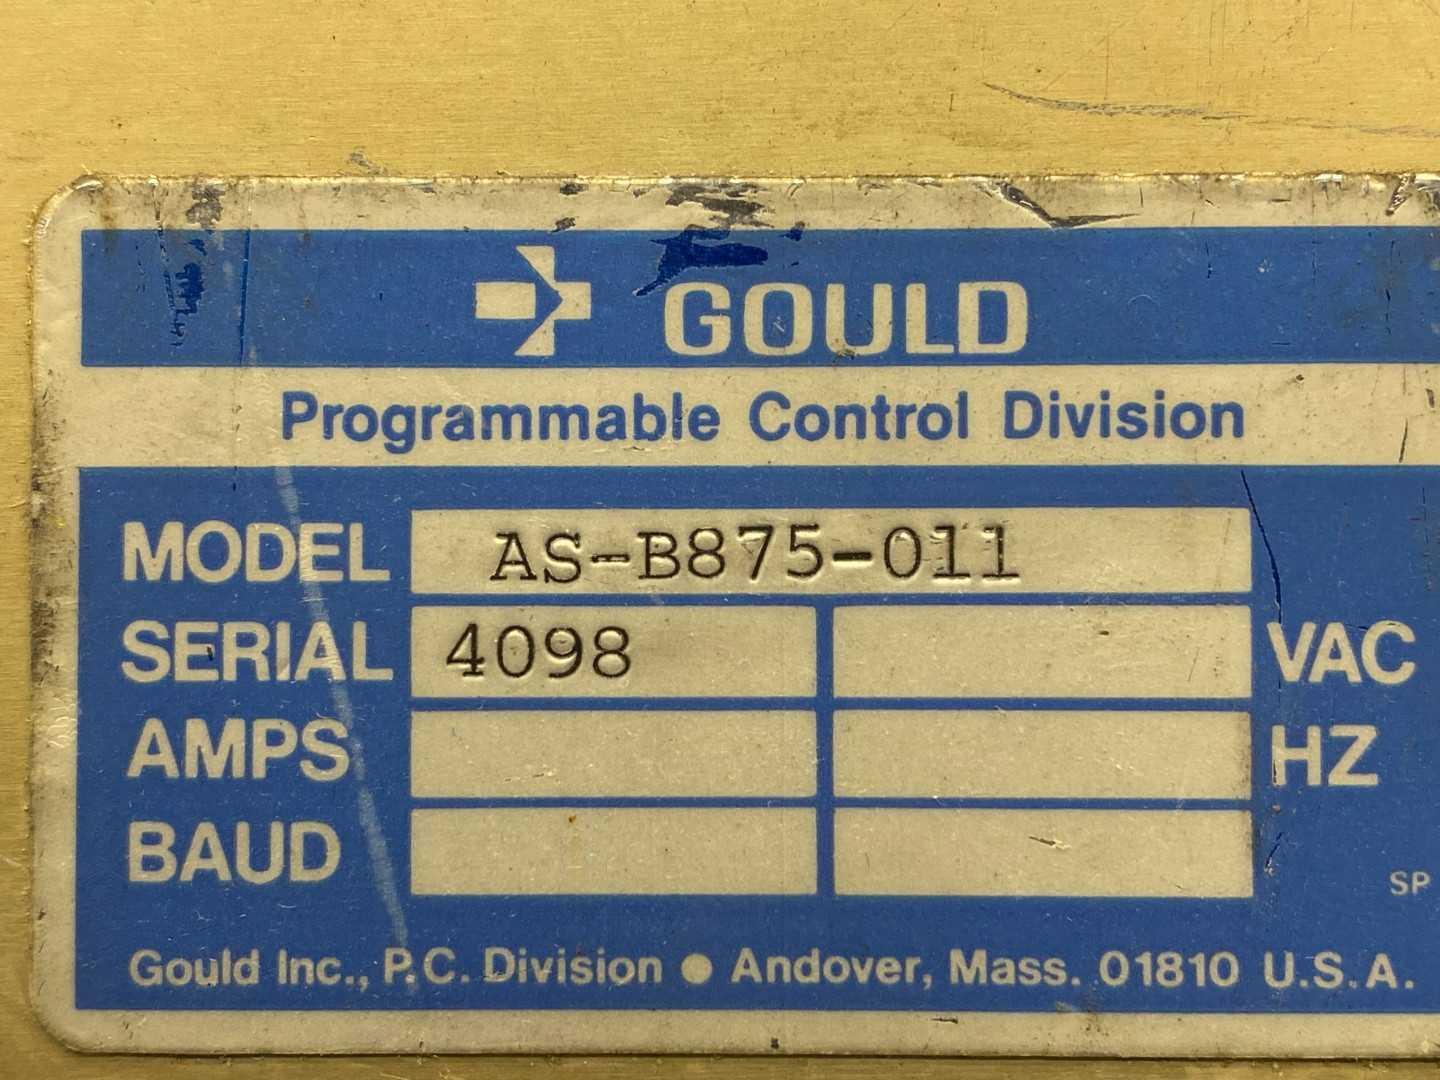 GOULD
Programmable Control Division
MODEL AS-B875-011
SERIAL 4098 VAC
AMPS HZ
BAUD
SP
Gould Inc., P.C. Division ● Andover, Mass. 01810 U.S.A.